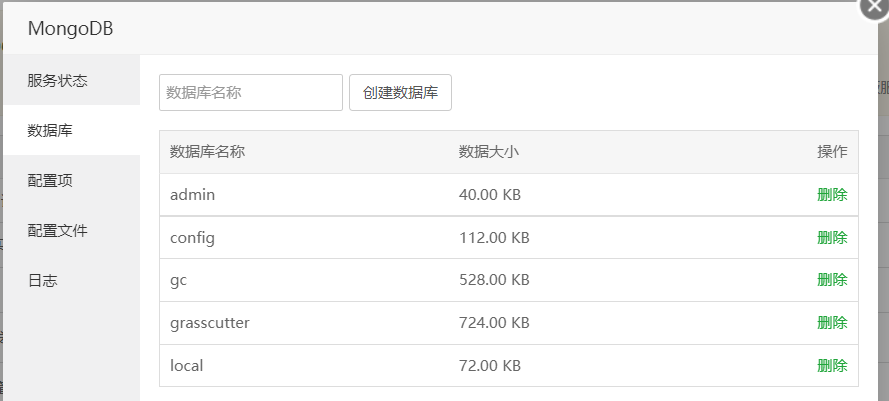 MongoDB
服务状态
数据库
配置项
配置文件
日志
数据库名称 创建数据库
数据库名称 数据大小 操作
admin 40.00 KB 删除
config 112.00 KB 删除
gc 528.00 KB 删除
grasscutter 724.00 KB 删除
local 72.00 KB 删除